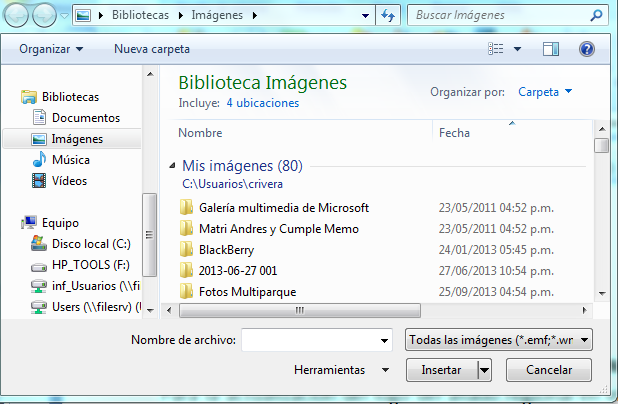 Bibliotecas Imágenes Buscar Imágenes
Organizar Nueva carpeta
Bibliotecas
Documentos
Imágenes
Música
Vídeos
Equipo
Disco local (C:)
HP_TOOLS (F:)
inf_Usuarios (\\fil
Users (\\filesrv) (
Biblioteca Imágenes
Incluye: 4 ubicaciones
Organizar por: Carpeta
Nombre Fecha
Mis imágenes (80)
C:\Usuarios\crivera
Galería multimedia de Microsoft 23/05/2011 04:52 p.m.
Matri Andres y Cumple Memo 23/05/2011 04:52 p.m.
BlackBerry 24/01/2013 05:45 p.m.
2013-06-27 001 27/06/2013 10:54 p.m.
Fotos Multiparque 25/09/2013 04:54 p.m.
Nombre de archivo: Todas las imágenes (*.emf;*.wr
Herramientas Insertar Cancelar